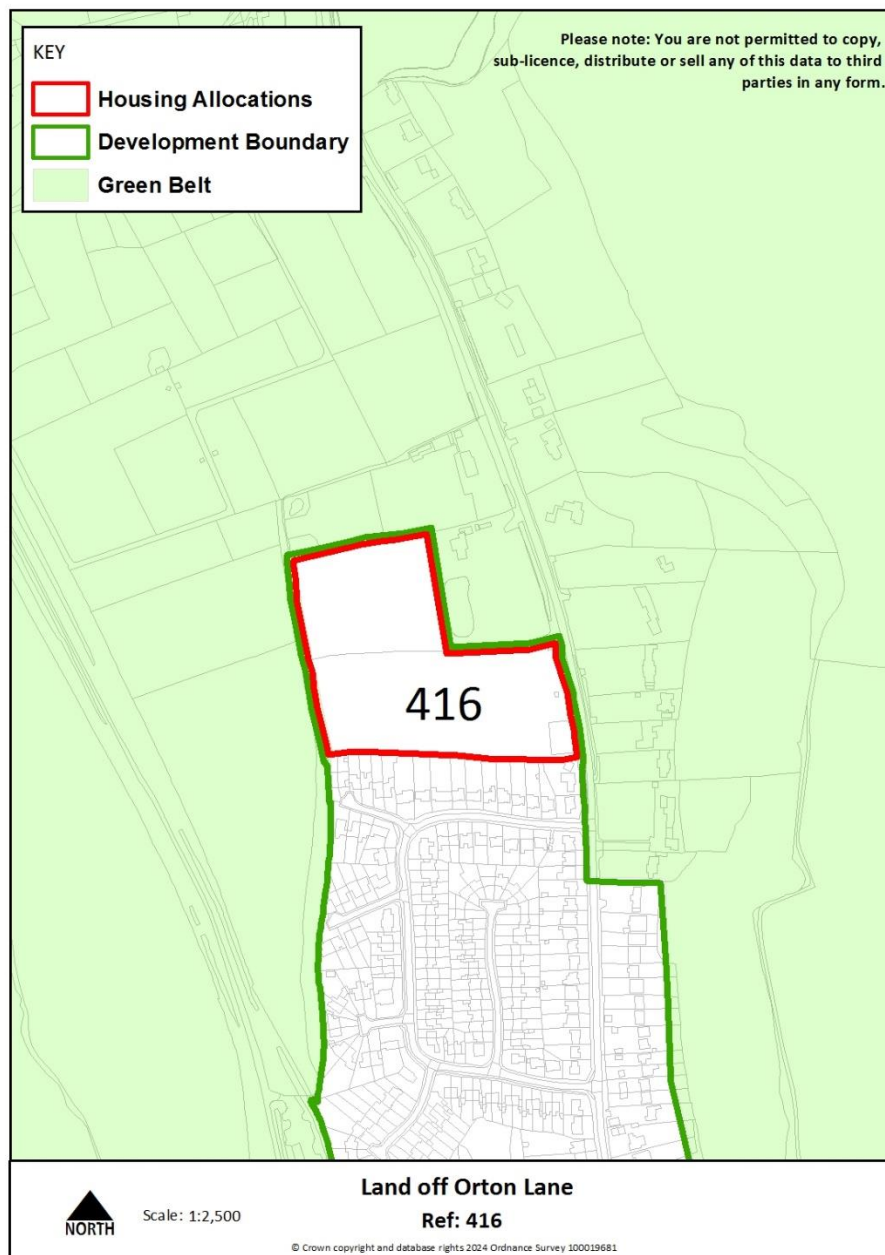 KEY
Housing Allocations
Development Boundary
Green Belt
Please note: You are not permitted to copy,
sub-licence, distribute or sell any of this data to third
parties in any form.
416
NORTH
Scale: 1:2,500
Land off Orton Lane
Ref: 416
© Crown copyright and database rights 2024 Ordnance Survey 100019681